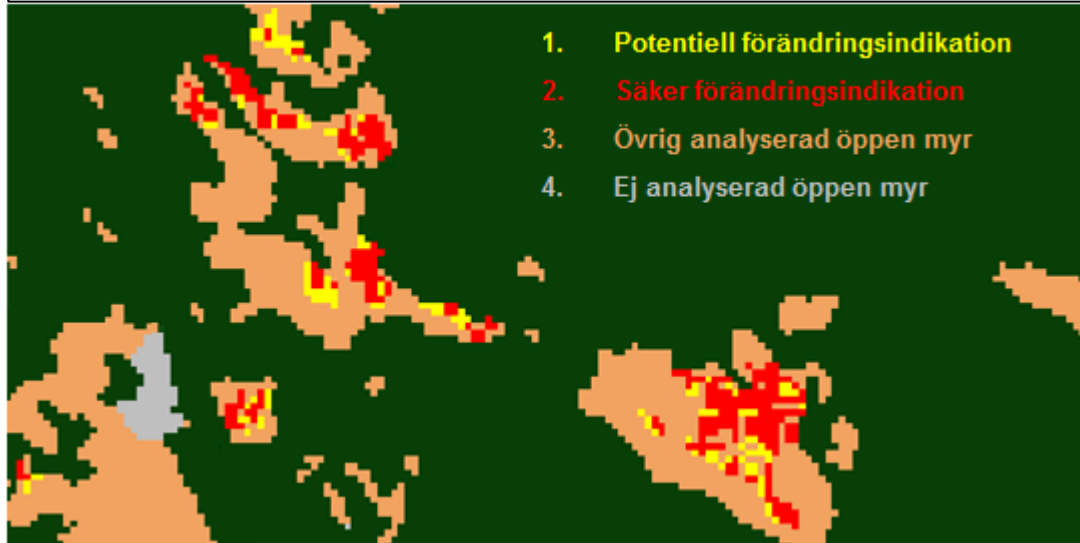 1. Potentiell förändringsindikation
2. Säker förändringsindikation
3. Övrig analyserad öppen myr
4. Ej analyserad öppen myr